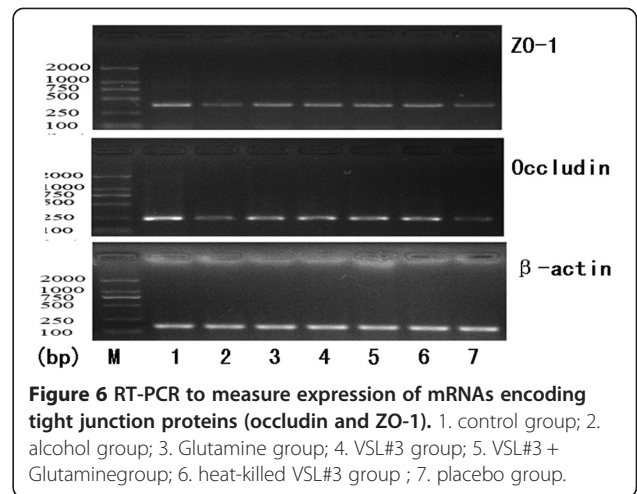 ZO-1
2000
1000
750
500
250
100
Occludin
2000
1000
750
500
250
100
β-actin
2000
1000
750
500
250
100
(bp) M 1 2 3 4 5 6 7
Figure 6 RT-PCR to measure expression of mRNAs encoding
tight junction proteins (occludin and ZO-1). 1. control group; 2.
alcohol group; 3. Glutamine group; 4. VSL#3 group; 5. VSL#3 +
Glutaminegroup; 6. heat-killed VSL#3 group ; 7. placebo group.